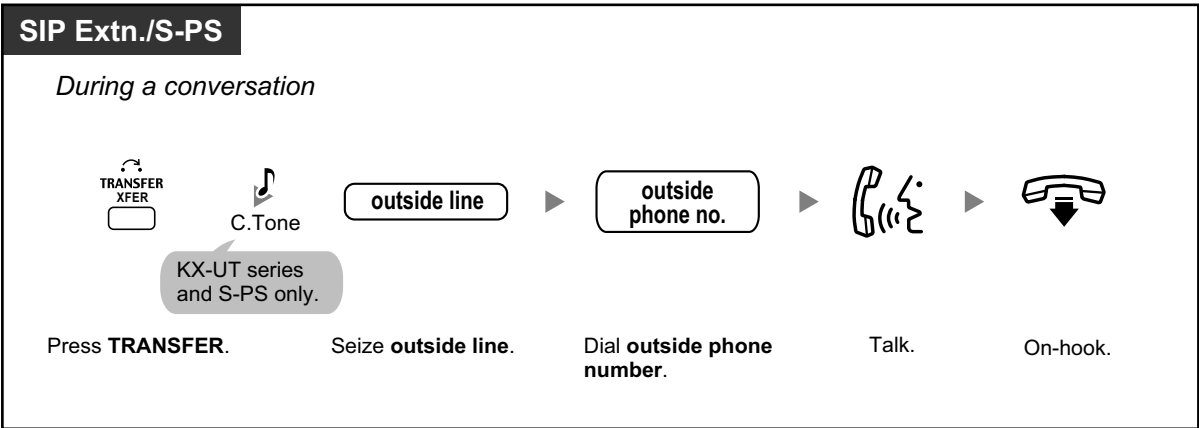 SIP Extn./S-PS
During a conversation
TRANSFER
XFER
C.Tone
outside line
outside
phone no.
KX-UT series
and S-PS only.
Press TRANSFER.
Seize outside line.
Dial outside phone
number.
Talk.
On-hook.